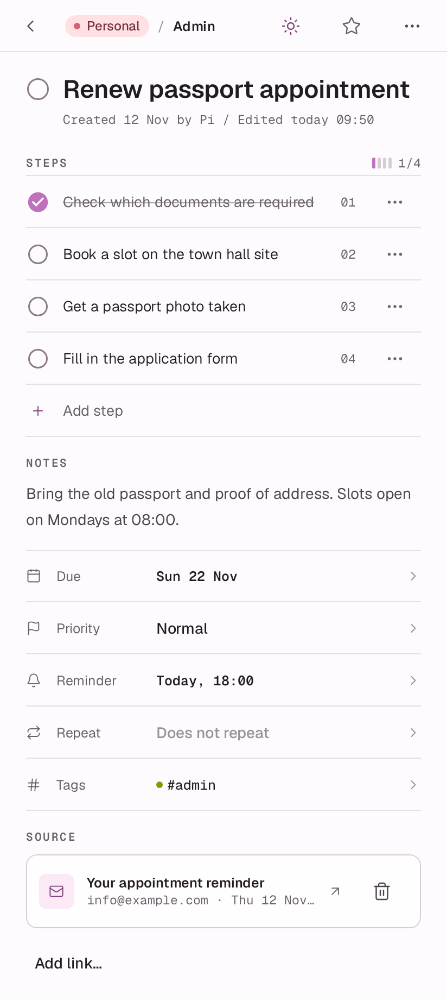 Personal / Admin
Renew passport appointment
Created 12 Nov by Pi / Edited today 09:50
STEPS 1/4
Check which documents are required 01
Book a slot on the town hall site 02
Get a passport photo taken 03
Fill in the application form 04
Add step
NOTES
Bring the old passport and proof of address. Slots open
on Mondays at 08:00.
Due Sun 22 Nov
Priority Normal
Reminder Today, 18:00
Repeat Does not repeat
Tags #admin
SOURCE
Your appointment reminder
info@example.com · Thu 12 Nov…
Add link…